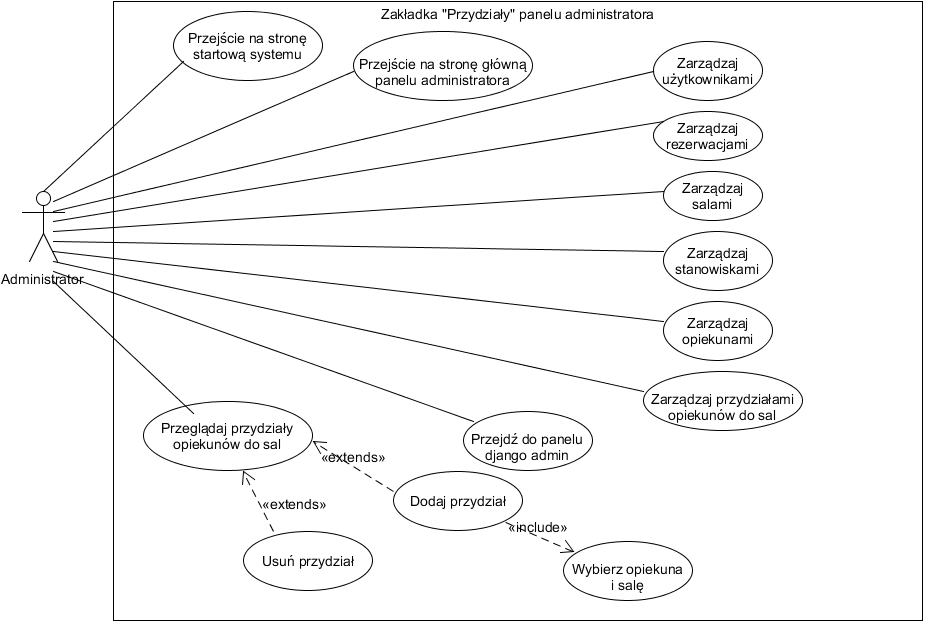 Zakładka "Przydziały" panelu administratora
Przejście na stronę
startową systemu
Przejście na stronę główną
panelu administratora
Zarządzaj
użytkownikami
Zarządzaj
rezerwacjami
Zarządzaj
salami
Zarządzaj
stanowiskami
Administrator
Zarządzaj
opiekunami
Zarządzaj przydziałami
opiekunów do sal
Przeglądaj przydziały
opiekunów do sal
Przejdź do panelu
django admin
«extends»
Dodaj przydział
«extends»
«include»
Usuń przydział
Wybierz opiekuna
i salę